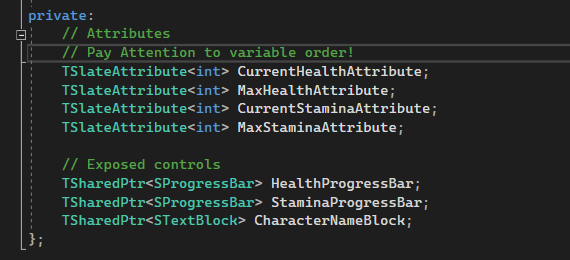 private:
// Attributes
// Pay Attention to variable order!
TSlateAttribute<int> CurrentHealthAttribute;
TSlateAttribute<int> MaxHealthAttribute;
TSlateAttribute<int> CurrentStaminaAttribute;
TSlateAttribute<int> MaxStaminaAttribute;
// Exposed controls
TSharedPtr<SProgressBar> HealthProgressBar;
TSharedPtr<SProgressBar> StaminaProgressBar;
TSharedPtr<STextBlock> CharacterNameBlock;
};